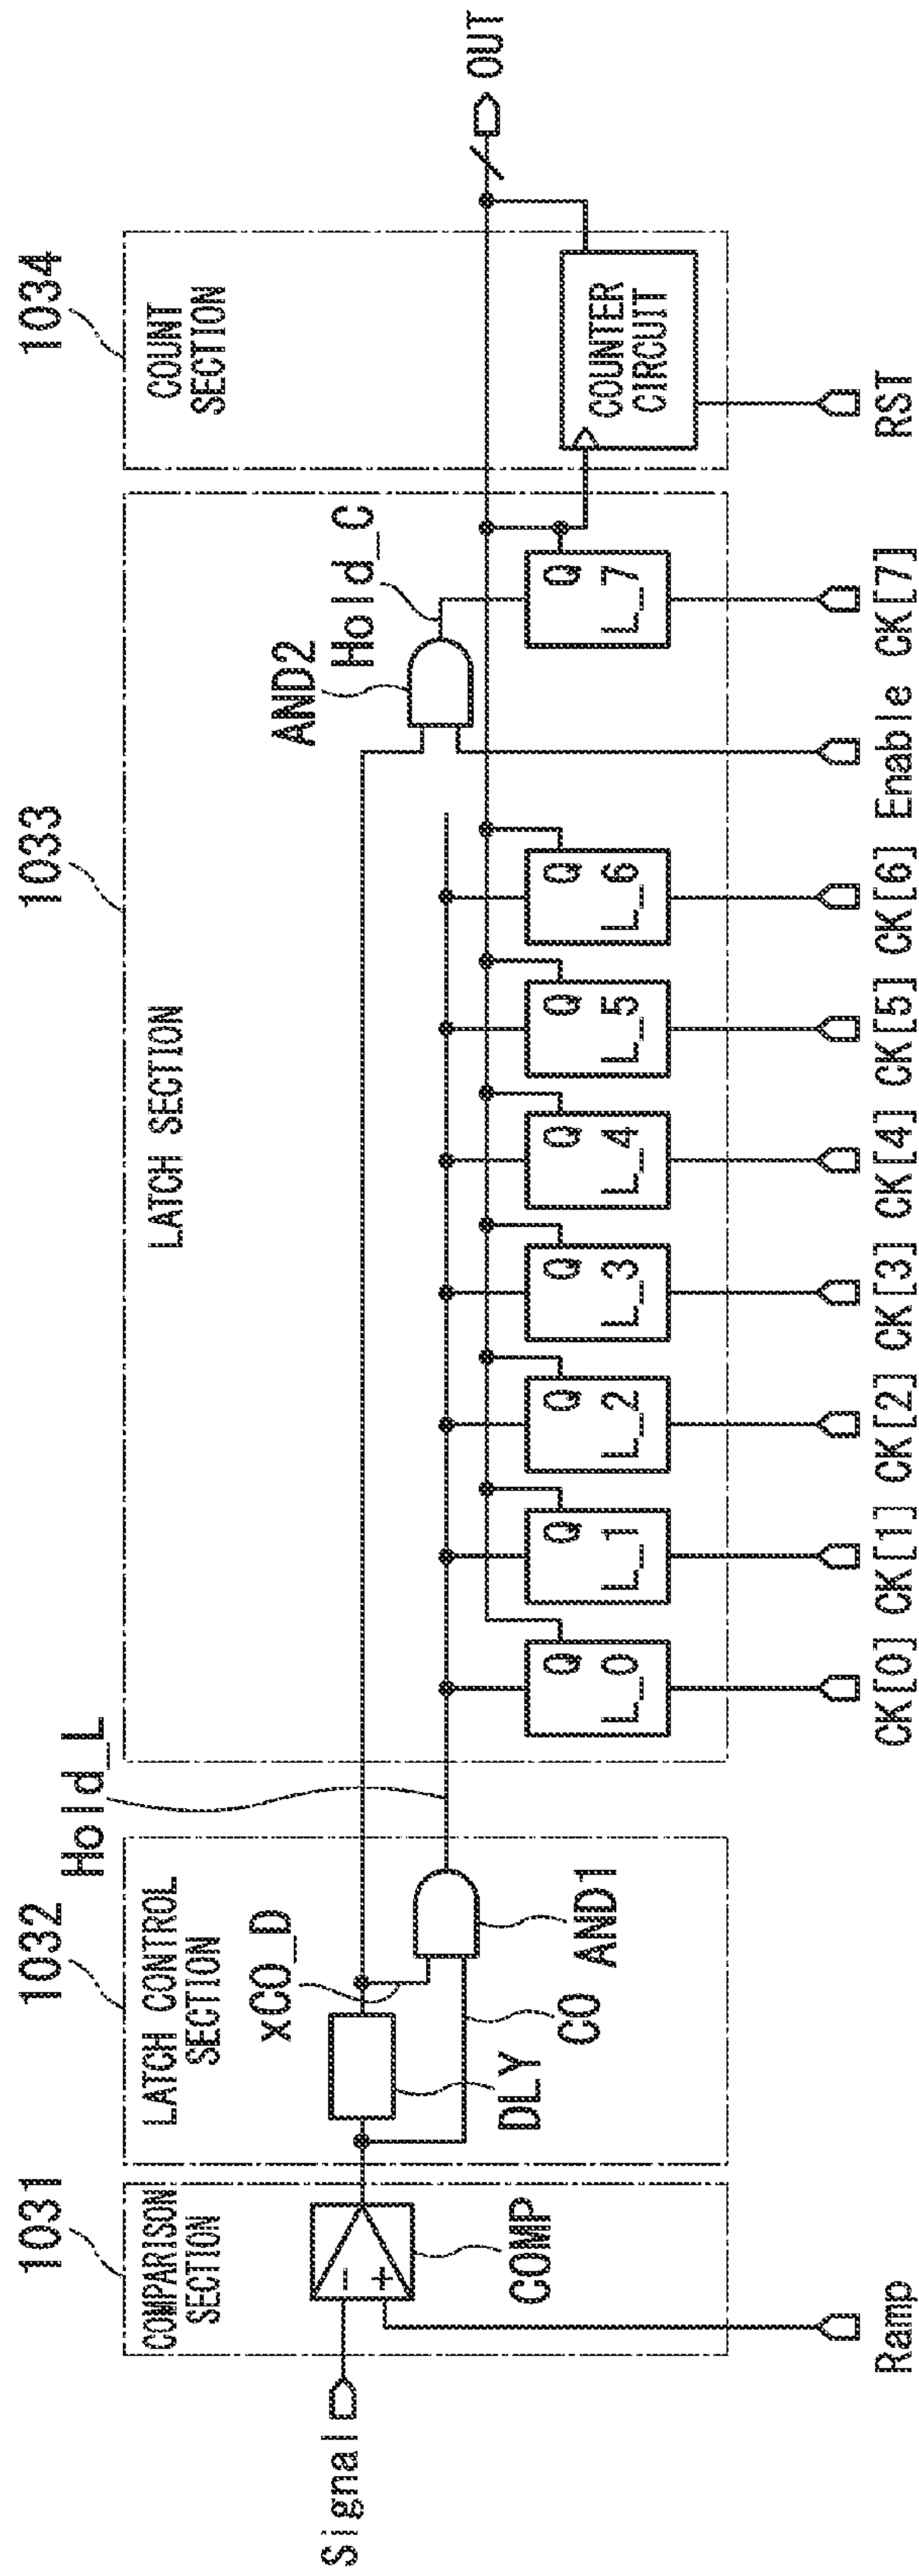 1031
1032
1033
1034
COMPARISON
SECTION
LATCH CONTROL
SECTION
Hold_L
LATCH SECTION
COUNT
SECTION
Signal
xCO_D
AND2
Hold_C
OUT
-
+
COMP
DLY
CO
AND1
Q
L_0
Q
L_1
Q
L_2
Q
L_3
Q
L_4
Q
L_5
Q
L_6
Q
L_7
COUNTER
CIRCUIT
Ramp
CK[0]
CK[1]
CK[2]
CK[3]
CK[4]
CK[5]
CK[6]
Enable
CK[7]
RST